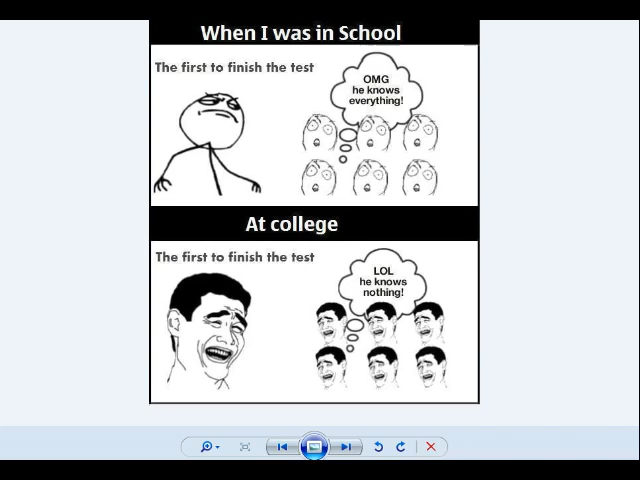 When I was in School
The first to finish the test
OMG
he knows
everything!
At college
The first to finish the test
LOL
he knows
nothing!